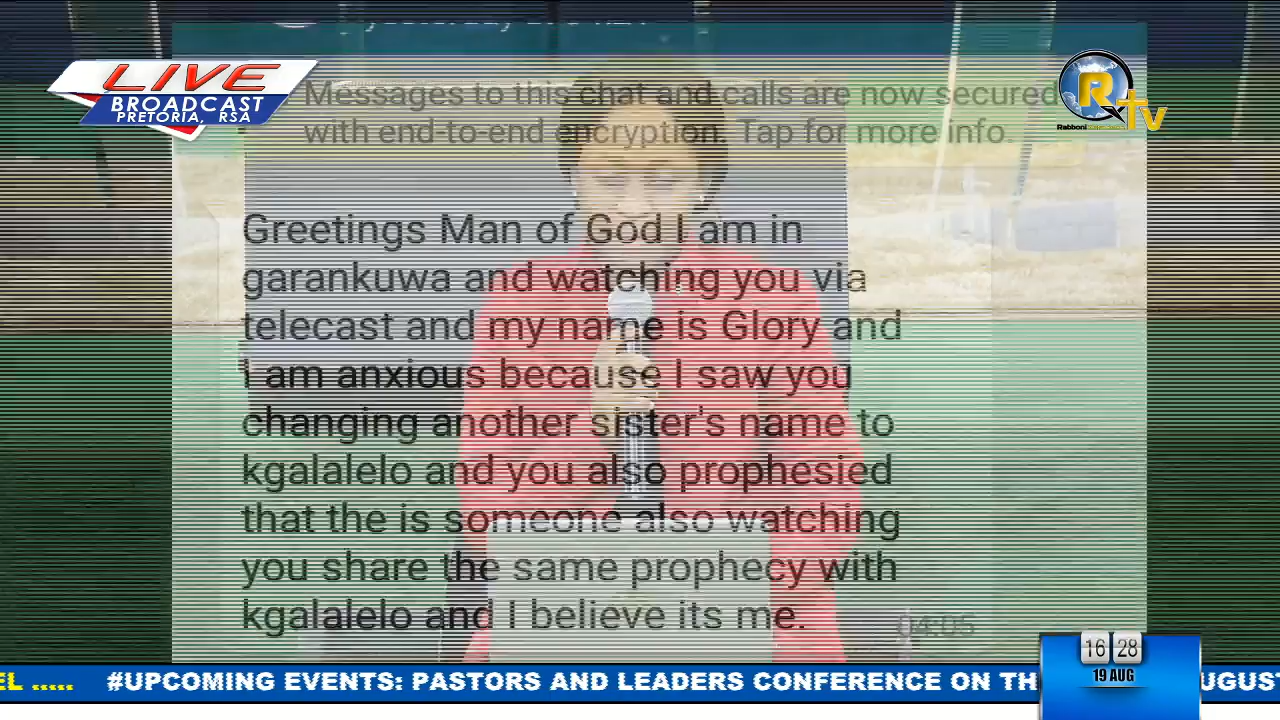 LIVE
BROADCAST
PRETORIA, RSA
R tv
Messages to this chat and calls are now secured
with end-to-end encryption. Tap for more info.
Greetings Man of God I am in
garankuwa and watching you via
telecast and my name is Glory and
i am anxious because I saw you
changing another sister's name to
kgalalelo and you also prophesied
that the is someone also watching
you share the same prophecy with
kgalalelo and I believe its me.
04:05
16 28
19 AUG
EL ..... #UPCOMING EVENTS: PASTORS AND LEADERS CONFERENCE ON TH UGUST